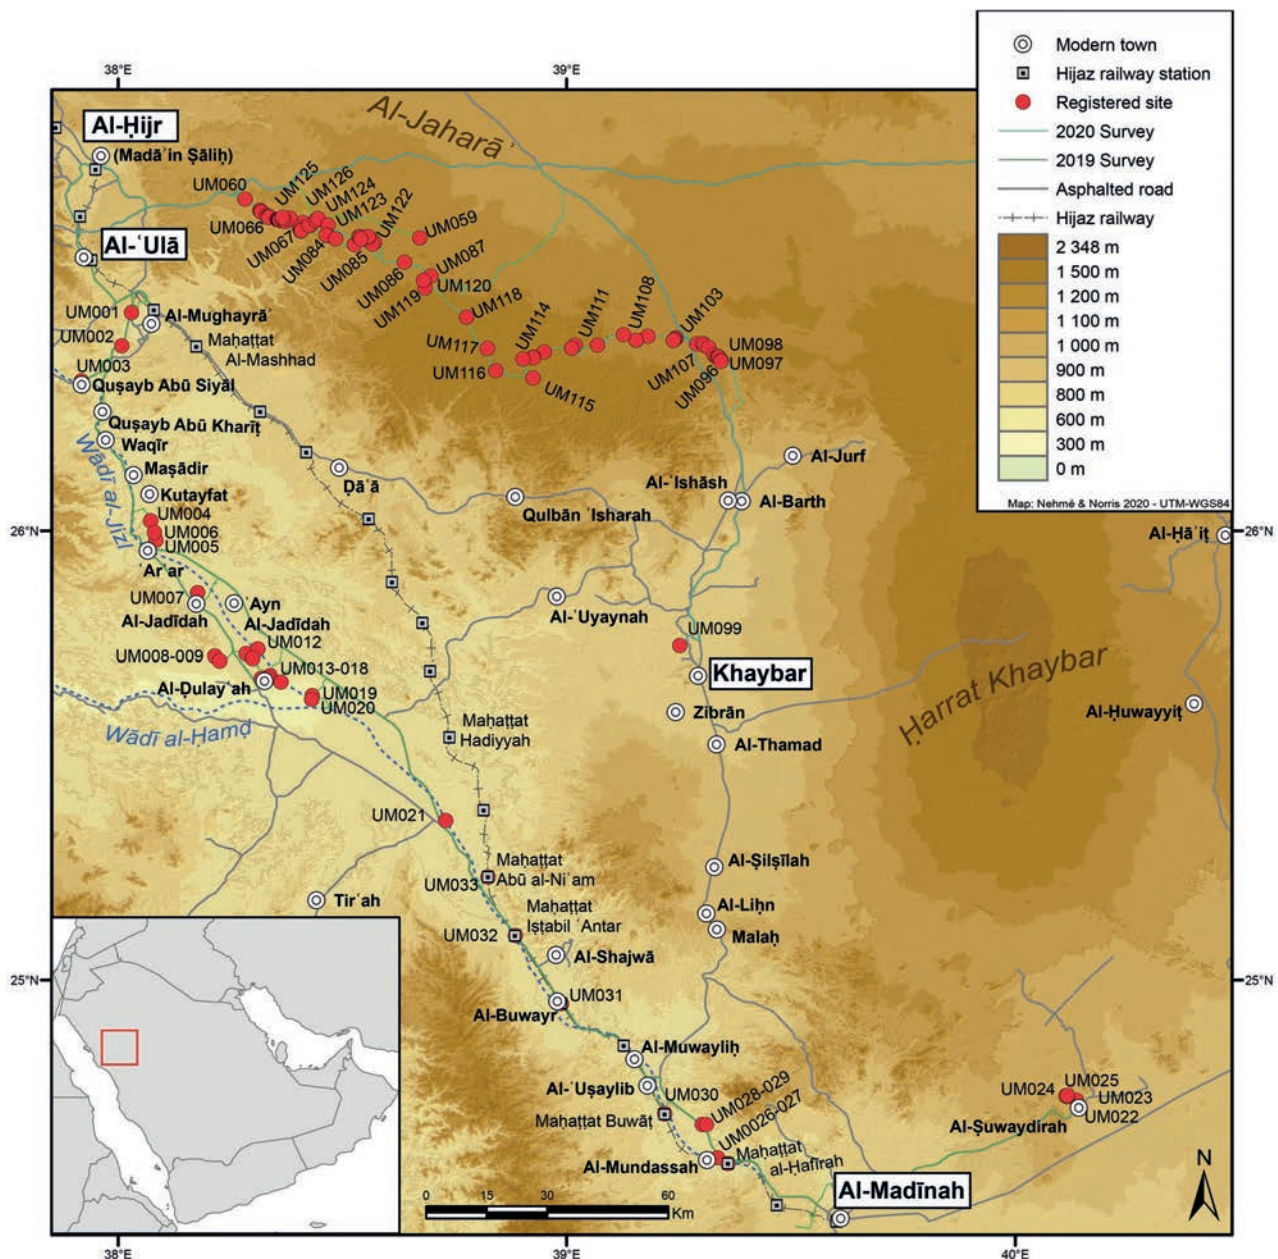 38°E
39°E
Modern town
Hijaz railway station
Registered site
2020 Survey
2019 Survey
Asphalted road
Hijaz railway
2 348 m
1 500 m
1 200 m
1 100 m
1 000 m
900 m
800 m
600 m
300 m
0 m
Map: Nehmé & Norris 2020 - UTM-WGS84
Al-Jaharāʾ
Al-Ḥijr
(Madāʾin Ṣāliḥ)
UM060
UM125
UM126
UM124
UM123
UM122
UM059
UM066
UM067
UM084
UM085
UM086
UM087
UM120
UM119
UM118
UM117
UM116
UM114
UM115
UM111
UM108
UM103
UM107
UM096
UM098
UM097
Al-ʿUlā
UM001
Al-Mughayrāʾ
UM002
Maḥaṭṭat
Al-Mashhad
UM003
Quṣayb Abū Siyāl
Quṣayb Abū Kharīṭ
Waqīr
Wādī al-Jizl
Maṣādir
Kutayfat
Ḍāʿā
Qulbān ʿIsharah
Al-ʿIshāsh
Al-Jurf
Al-Barth
26°N
26°N
Al-Ḥāʾiṭ
UM004
UM006
UM005
ʿArʿar
UM007
Al-Jadīdah
ʿAyn
Al-Jadīdah
Al-ʿUyaynah
UM012
UM008-009
UM013-018
Al-Ḍulayʿah
UM019
UM020
UM099
Khaybar
Zibrān
Al-Thamad
Ḥarrat Khaybar
Al-Ḥuwayyiṭ
Wādī al-Ḥamḍ
Maḥaṭṭat
Hadiyyah
UM021
Maḥaṭṭat
Abū al-Niʿam
UM033
Tirʿah
Al-Ṣilṣilah
Al-Liḥn
Malaḥ
Maḥaṭṭat
Iṣṭabil ʿAntar
UM032
25°N
25°N
Al-Shajwā
UM031
Al-Buwayr
Al-Muwayliḥ
Al-ʿUṣaylib
UM030
Maḥaṭṭat Buwāṭ
UM028-029
UM0026-027
Al-Mundassah
Maḥaṭṭat
al-Ḥafīrah
Al-Madīnah
UM024
UM025
UM023
UM022
Al-Ṣuwaydirah
0 15 30 60
Km
N
38°E
39°E
40°E